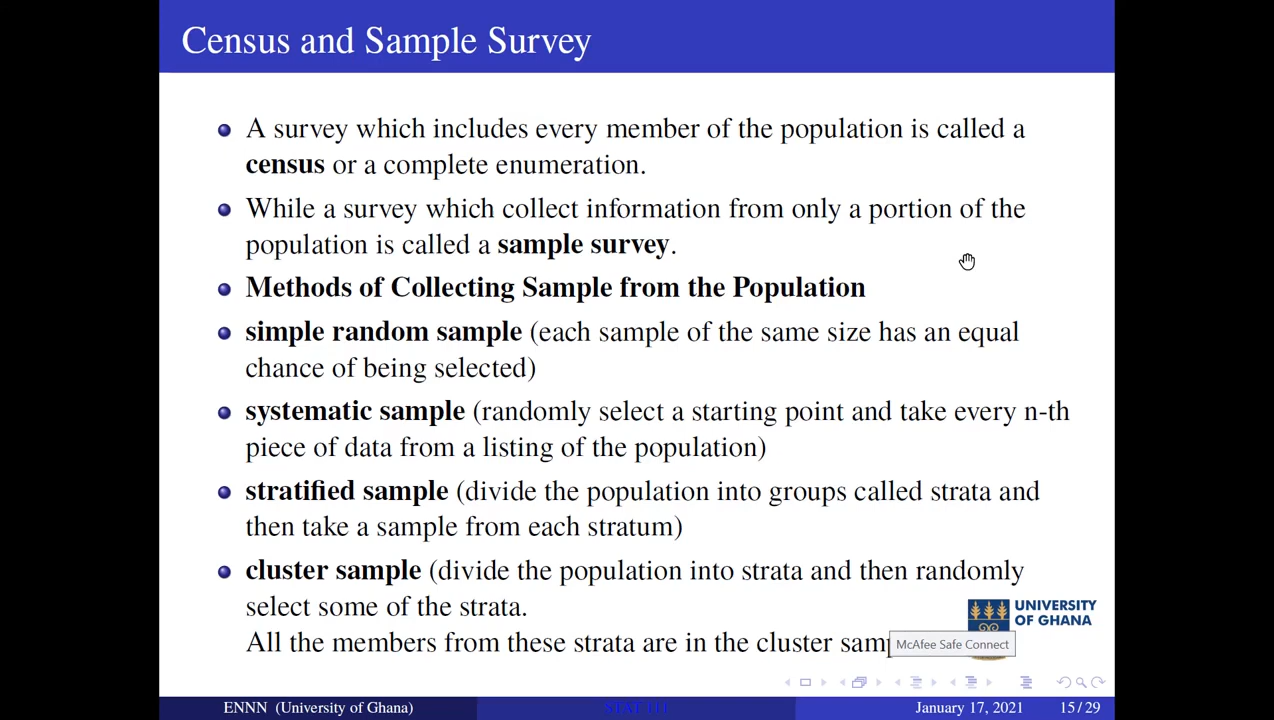 Census and Sample Survey
A survey which includes every member of the population is called a
census or a complete enumeration.
While a survey which collect information from only a portion of the
population is called a sample survey.
Methods of Collecting Sample from the Population
simple random sample (each sample of the same size has an equal
chance of being selected)
systematic sample (randomly select a starting point and take every n-th
piece of data from a listing of the population)
stratified sample (divide the population into groups called strata and
then take a sample from each stratum)
cluster sample (divide the population into strata and then randomly
select some of the strata.
All the members from these strata are in the cluster
UNIVERSITY
OF GHANA
McAfee Safe Connect
ENNN (University of Ghana)
STAT 111
January 17, 2021
15 / 29